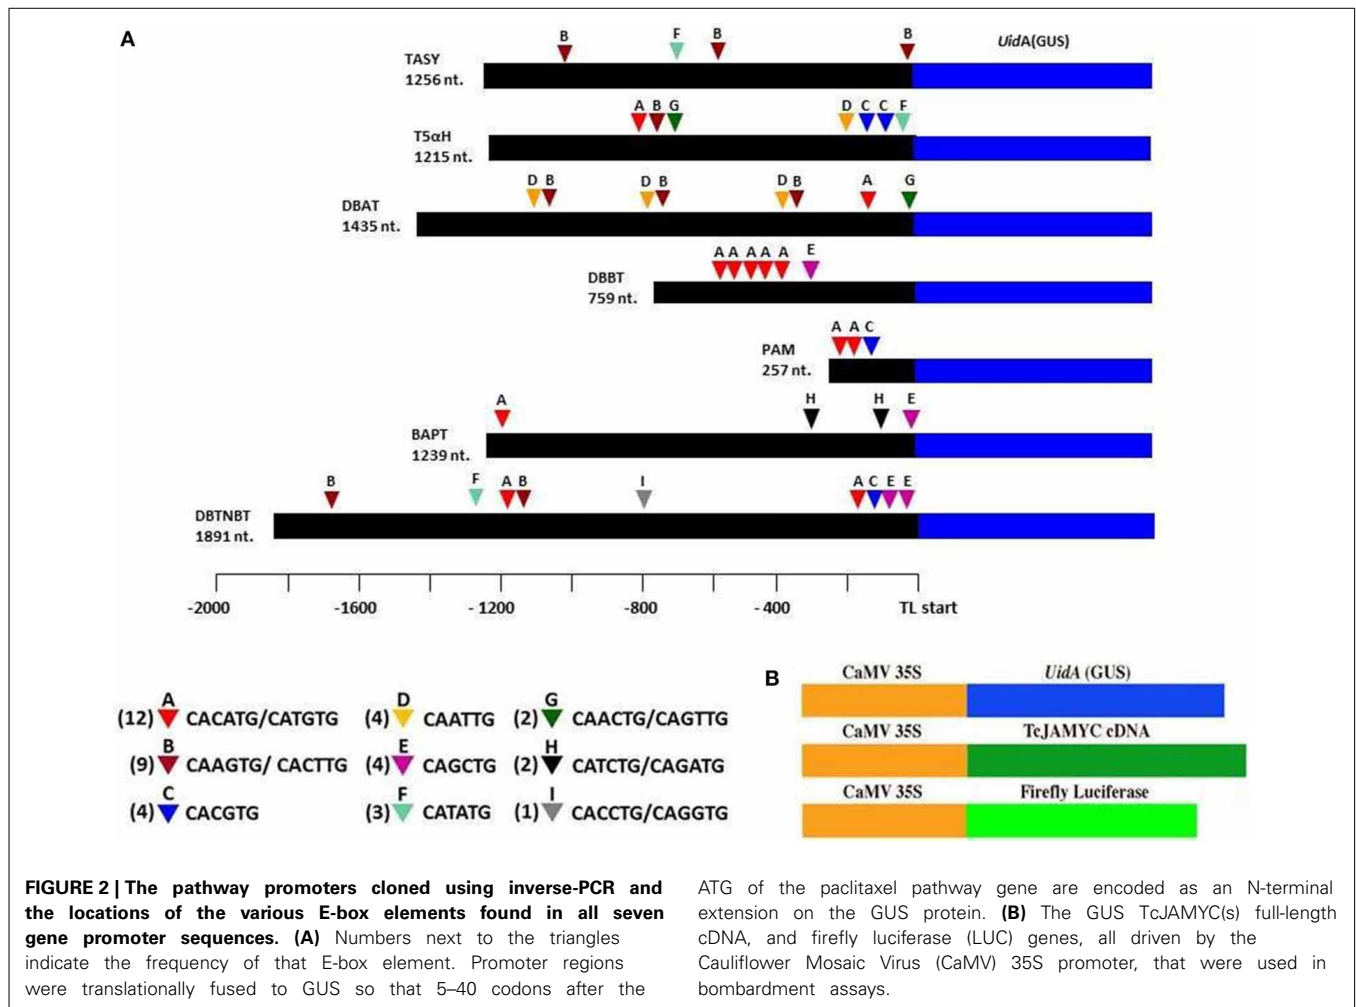 A
B F B B UidA(GUS)
TASY
1256 nt.
A B G D C C F
T5αH
1215 nt.
D B D B D B A G
DBAT
1435 nt.
A A A A A E
DBBT
759 nt.
A A C
PAM
257 nt.
A H H E
BAPT
1239 nt.
B F A B I A C E E
DBTNBT
1891 nt.
-2000 -1600 - 1200 -800 - 400 TL start
A D G
(12) CACATG/CATGTG (4) CAATTG (2) CAACTG/CAGTTG
B E H
(9) CAAGTG/ CACTTG (4) CAGCTG (2) CATCTG/CAGATG
C F I
(4) CACGTG (3) CATATG (1) CACCTG/CAGGTG
B
CaMV 35S UidA (GUS)
CaMV 35S TcJAMYC cDNA
CaMV 35S Firefly Luciferase
FIGURE 2 | The pathway promoters cloned using inverse-PCR and
the locations of the various E-box elements found in all seven
gene promoter sequences. (A) Numbers next to the triangles
indicate the frequency of that E-box element. Promoter regions
were translationally fused to GUS so that 5–40 codons after the
ATG of the paclitaxel pathway gene are encoded as an N-terminal
extension on the GUS protein. (B) The GUS TcJAMYC(s) full-length
cDNA, and firefly luciferase (LUC) genes, all driven by the
Cauliflower Mosaic Virus (CaMV) 35S promoter, that were used in
bombardment assays.